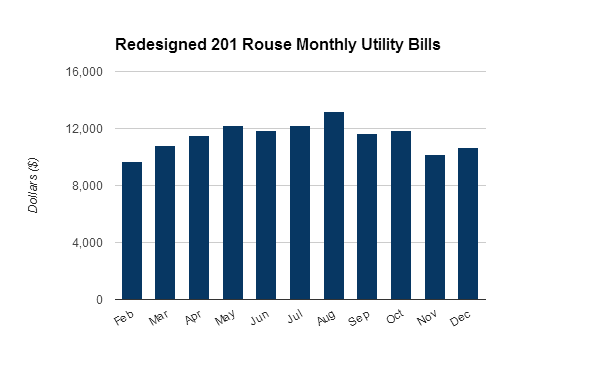 Redesigned 201 Rouse Monthly Utility Bills
Dollars ($)
16,000
12,000
8,000
4,000
0
Feb Mar Apr May Jun Jul Aug Sep Oct Nov Dec